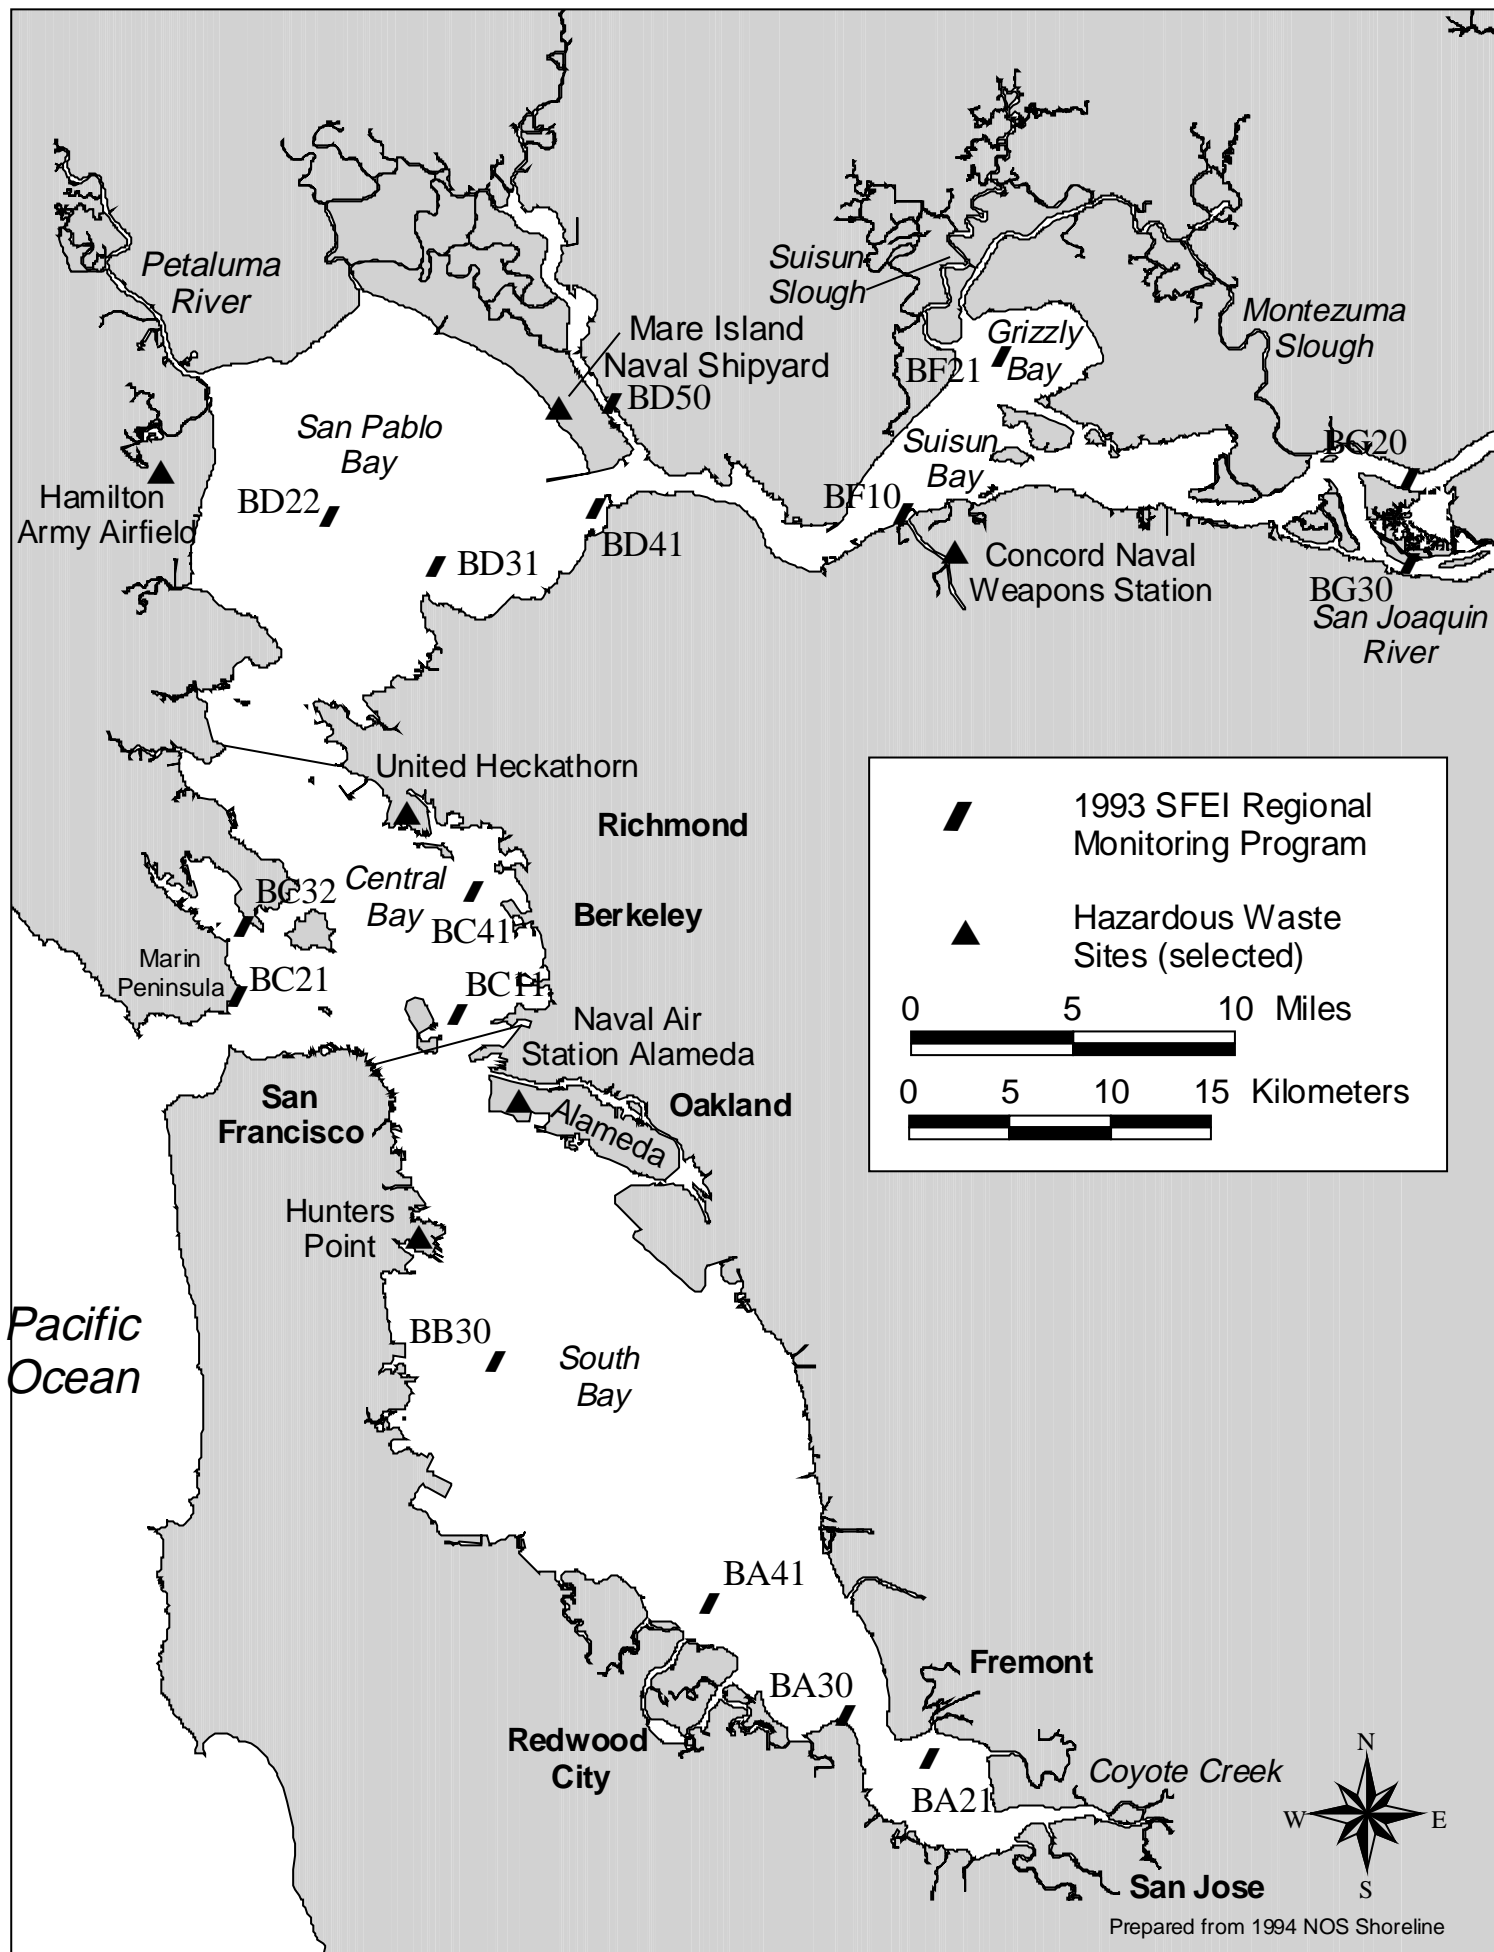 Petaluma
River
Suisun
Slough
Mare Island
Naval Shipyard
Grizzly
Bay
Montezuma
Slough
BF21
BD50
San Pablo
Bay
Suisun
Bay
BG20
Hamilton
Army Airfield
BD22
BF10
BD41
BD31
Concord Naval
Weapons Station
BG30
San Joaquin
River
United Heckathorn
Richmond
Central
Bay
BC32
Berkeley
BC41
Marin
Peninsula
BC21
BC11
Naval Air
Station Alameda
San
Francisco
Oakland
Alameda
Hunters
Point
Pacific
Ocean
BB30
South
Bay
1993 SFEI Regional
Monitoring Program
Hazardous Waste
Sites (selected)
0 5 10 Miles
0 5 10 15 Kilometers
BA41
Fremont
BA30
Redwood
City
Coyote Creek
BA21
San Jose
N
W E
S
Prepared from 1994 NOS Shoreline